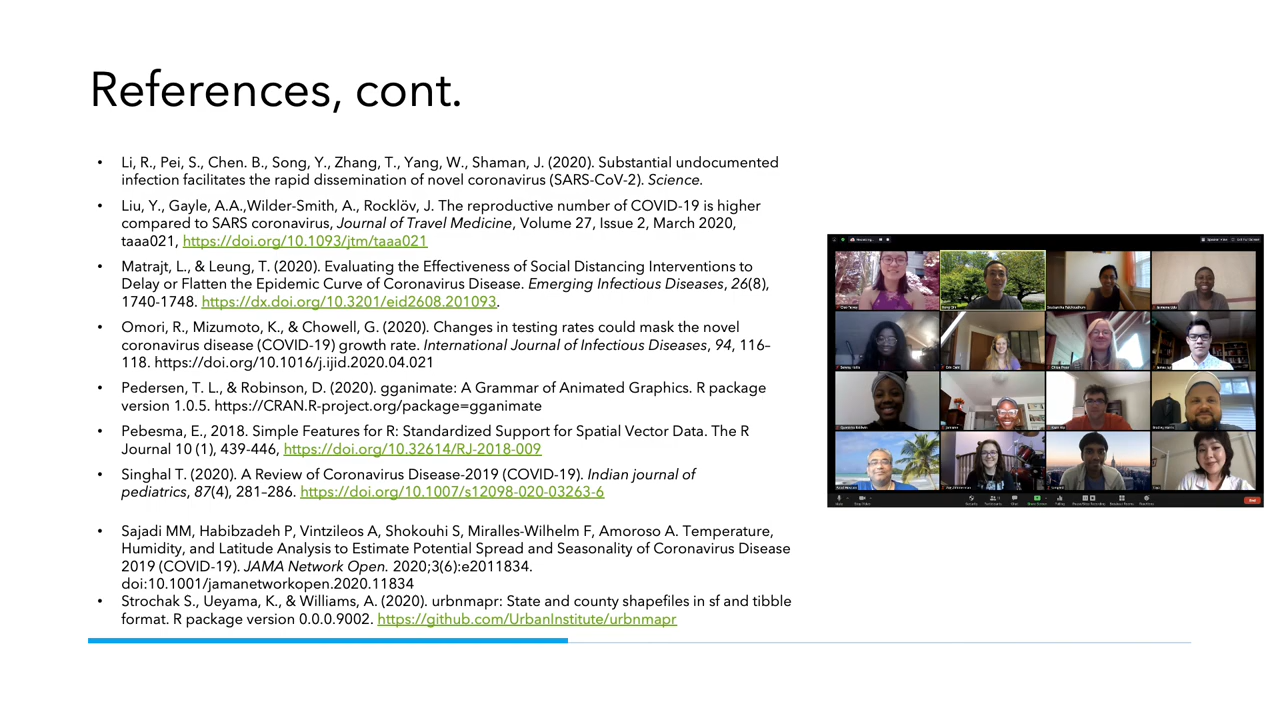 References, cont.
• Li, R., Pei, S., Chen. B., Song, Y., Zhang, T., Yang, W., Shaman, J. (2020). Substantial undocumented
infection facilitates the rapid dissemination of novel coronavirus (SARS-CoV-2). Science.
• Liu, Y., Gayle, A.A.,Wilder-Smith, A., Rocklöv, J. The reproductive number of COVID-19 is higher
compared to SARS coronavirus, Journal of Travel Medicine, Volume 27, Issue 2, March 2020,
taaa021, https://doi.org/10.1093/jtm/taaa021
• Matrajt, L., & Leung, T. (2020). Evaluating the Effectiveness of Social Distancing Interventions to
Delay or Flatten the Epidemic Curve of Coronavirus Disease. Emerging Infectious Diseases, 26(8),
1740-1748. https://dx.doi.org/10.3201/eid2608.201093.
• Omori, R., Mizumoto, K., & Chowell, G. (2020). Changes in testing rates could mask the novel
coronavirus disease (COVID-19) growth rate. International Journal of Infectious Diseases, 94, 116–
118. https://doi.org/10.1016/j.ijid.2020.04.021
• Pedersen, T. L., & Robinson, D. (2020). gganimate: A Grammar of Animated Graphics. R package
version 1.0.5. https://CRAN.R-project.org/package=gganimate
• Pebesma, E., 2018. Simple Features for R: Standardized Support for Spatial Vector Data. The R
Journal 10 (1), 439-446, https://doi.org/10.32614/RJ-2018-009
• Singhal T. (2020). A Review of Coronavirus Disease-2019 (COVID-19). Indian journal of
pediatrics, 87(4), 281–286. https://doi.org/10.1007/s12098-020-03263-6
• Sajadi MM, Habibzadeh P, Vintzileos A, Shokouhi S, Miralles-Wilhelm F, Amoroso A. Temperature,
Humidity, and Latitude Analysis to Estimate Potential Spread and Seasonality of Coronavirus Disease
2019 (COVID-19). JAMA Network Open. 2020;3(6):e2011834.
doi:10.1001/jamanetworkopen.2020.11834
• Strochak S., Ueyama, K., & Williams, A. (2020). urbnmapr: State and county shapefiles in sf and tibble
format. R package version 0.0.0.9002. https://github.com/UrbanInstitute/urbnmapr